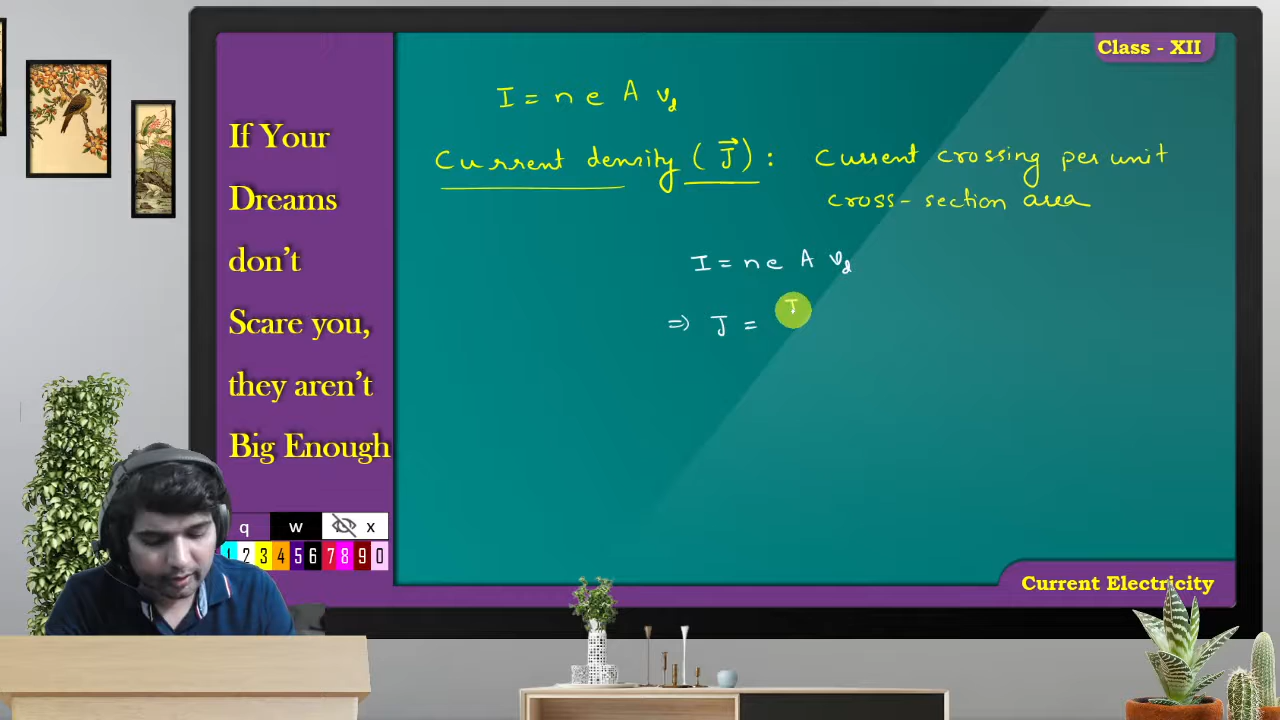 Class - XII
If Your
Dreams
don't
Scare you,
they aren't
Big Enough
I = n e A v_d
Current density (J⃗) : Current crossing per unit
cross-section area
I = n e A v_d
⇒ J = I
q w x
1 2 3 4 5 6 7 8 9 0
Current Electricity